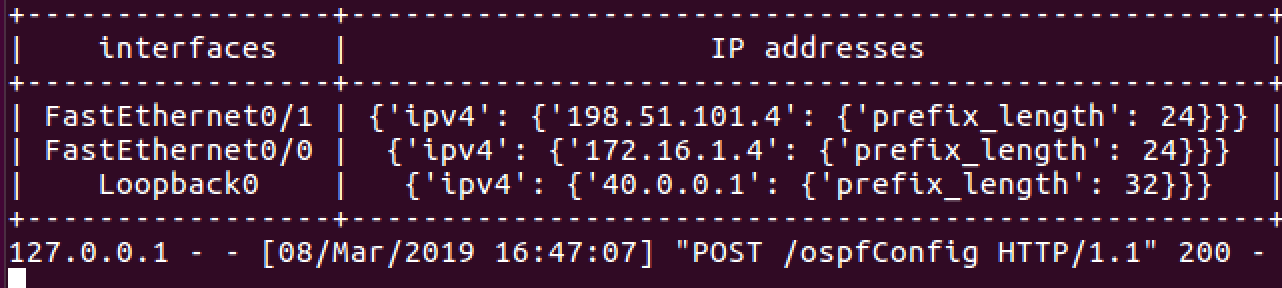 +-----------------+----------------------------------------------------+
|    interfaces   |                    IP addresses                    |
+-----------------+----------------------------------------------------+
| FastEthernet0/1 | {'ipv4': {'198.51.101.4': {'prefix_length': 24}}} |
| FastEthernet0/0 |  {'ipv4': {'172.16.1.4': {'prefix_length': 24}}}  |
|    Loopback0    |   {'ipv4': {'40.0.0.1': {'prefix_length': 32}}}   |
+-----------------+----------------------------------------------------+
127.0.0.1 - - [08/Mar/2019 16:47:07] "POST /ospfConfig HTTP/1.1" 200 -